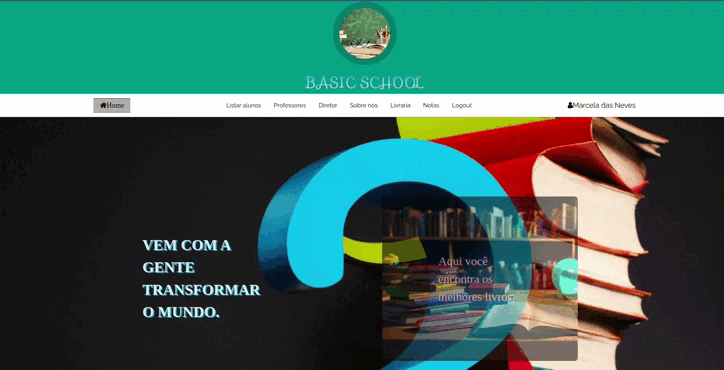 BASIC SCHOOL
Home Listar alunos Professores Diretor Sobre nós Livraria Notas Logout Marcela das Neves
VEM COM A
GENTE
TRANSFORMAR
O MUNDO.
Aqui você
encontra os
melhores livros.